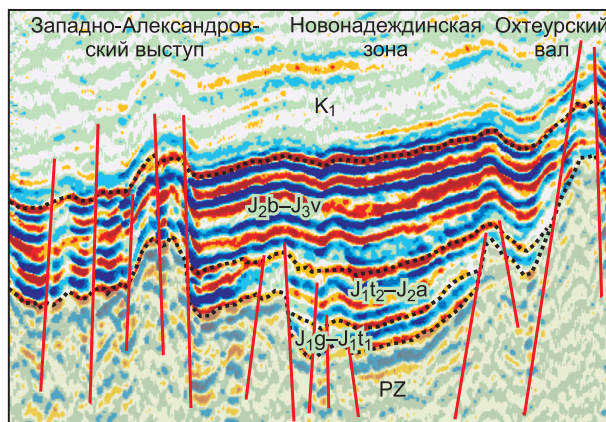 Западно-Александров-
ский выступ
Новонадеждинская
зона
Охтеурский
вал
K₁
J₂b–J₃v
J₁t₂–J₂a
J₁g–J₁t₁
PZ